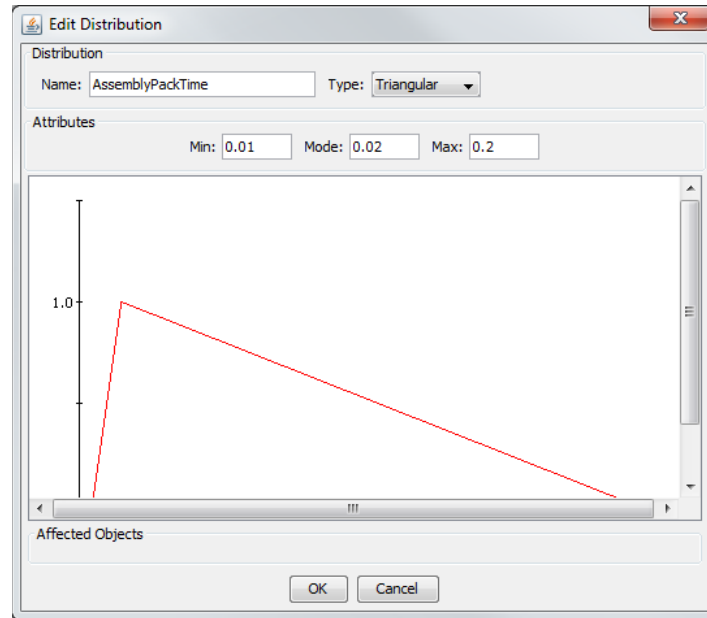 Edit Distribution
Distribution
Name: AssemblyPackTime Type: Triangular
Attributes
Min: 0.01 Mode: 0.02 Max: 0.2
1.0
Affected Objects
OK Cancel